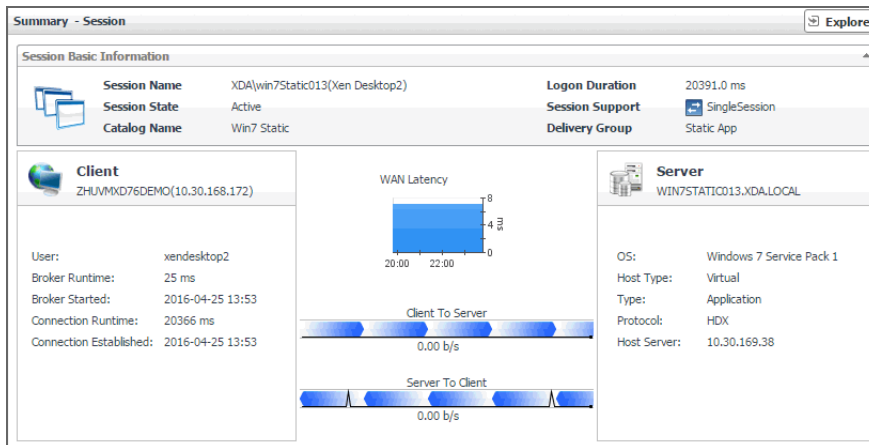 Summary - Session
Explore
Session Basic Information
Session Name XDA\win7Static013(Xen Desktop2) Logon Duration 20391.0 ms
Session State Active Session Support SingleSession
Catalog Name Win7 Static Delivery Group Static App
Client
ZHUVMXD76DEMO(10.30.168.172)
User: xendesktop2
Broker Runtime: 25 ms
Broker Started: 2016-04-25 13:53
Connection Runtime: 20366 ms
Connection Established: 2016-04-25 13:53
WAN Latency
8
4
0
ms
20:00 22:00
Client To Server
0.00 b/s
Server To Client
0.00 b/s
Server
WIN7STATIC013.XDA.LOCAL
OS: Windows 7 Service Pack 1
Host Type: Virtual
Type: Application
Protocol: HDX
Host Server: 10.30.169.38